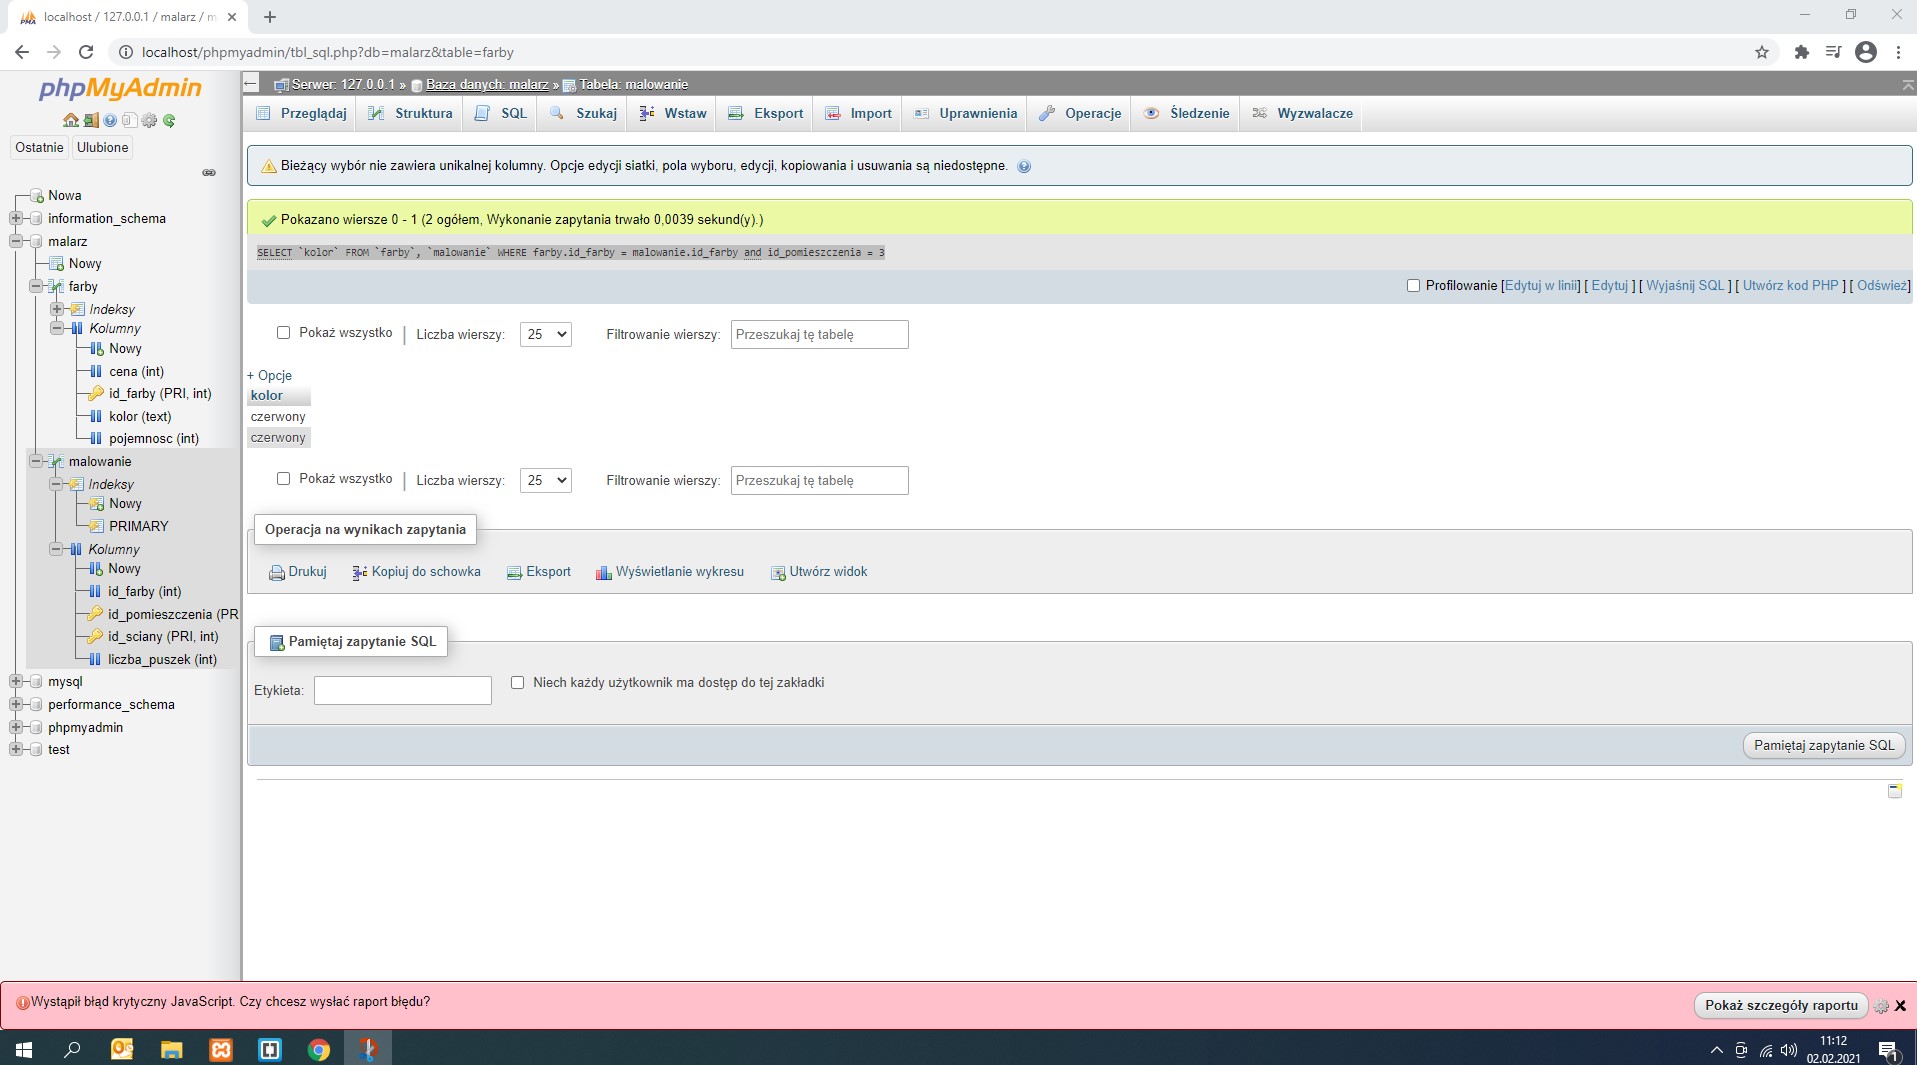 localhost / 127.0.0.1 / malarz / m
localhost/phpmyadmin/tbl_sql.php?db=malarz&table=farby
phpMyAdmin
Ostatnie
Ulubione
Nowa
information_schema
malarz
Nowy
farby
Indeksy
Kolumny
Nowy
cena (int)
id_farby (PRI, int)
kolor (text)
pojemnosc (int)
malowanie
Indeksy
Nowy
PRIMARY
Kolumny
Nowy
id_farby (int)
id_pomieszczenia (PR
id_sciany (PRI, int)
liczba_puszek (int)
mysql
performance_schema
phpmyadmin
test
Serwer: 127.0.0.1 » Baza danych: malarz » Tabela: malowanie
Przeglądaj Struktura SQL Szukaj Wstaw Eksport Import Uprawnienia Operacje Śledzenie Wyzwalacze
Bieżący wybór nie zawiera unikalnej kolumny. Opcje edycji siatki, pola wyboru, edycji, kopiowania i usuwania są niedostępne.
Pokazano wiersze 0 - 1 (2 ogółem, Wykonanie zapytania trwało 0,0039 sekund(y).)
SELECT `kolor` FROM `farby`, `malowanie` WHERE farby.id_farby = malowanie.id_farby and id_pomieszczenia = 3
Profilowanie [Edytuj w linii] [ Edytuj ] [ Wyjaśnij SQL ] [ Utwórz kod PHP ] [ Odśwież]
Pokaż wszystko | Liczba wierszy: 25 Filtrowanie wierszy: Przeszukaj tę tabelę
+ Opcje
kolor
czerwony
czerwony
Pokaż wszystko | Liczba wierszy: 25 Filtrowanie wierszy: Przeszukaj tę tabelę
Operacja na wynikach zapytania
Drukuj Kopiuj do schowka Eksport Wyświetlanie wykresu Utwórz widok
Pamiętaj zapytanie SQL
Etykieta: Niech każdy użytkownik ma dostęp do tej zakładki
Pamiętaj zapytanie SQL
Wystąpił błąd krytyczny JavaScript. Czy chcesz wysłać raport błędu?
Pokaż szczegóły raportu
11:12
02.02.2021
1